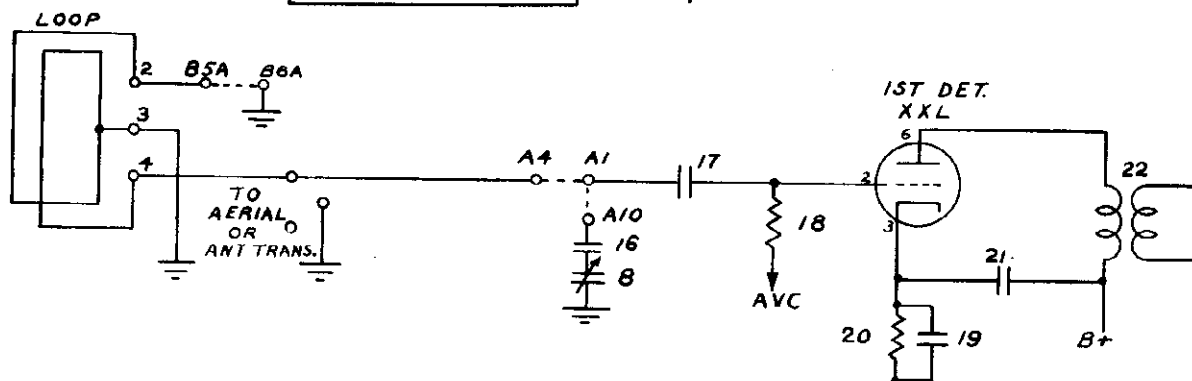 LOOP
2
B5A
B6A
3
4
TO
AERIAL
OR
ANT TRANS.
A4
A1
A10
16
8
17
18
AVC
1ST DET.
XXL
6
2
3
22
21
20
19
B+